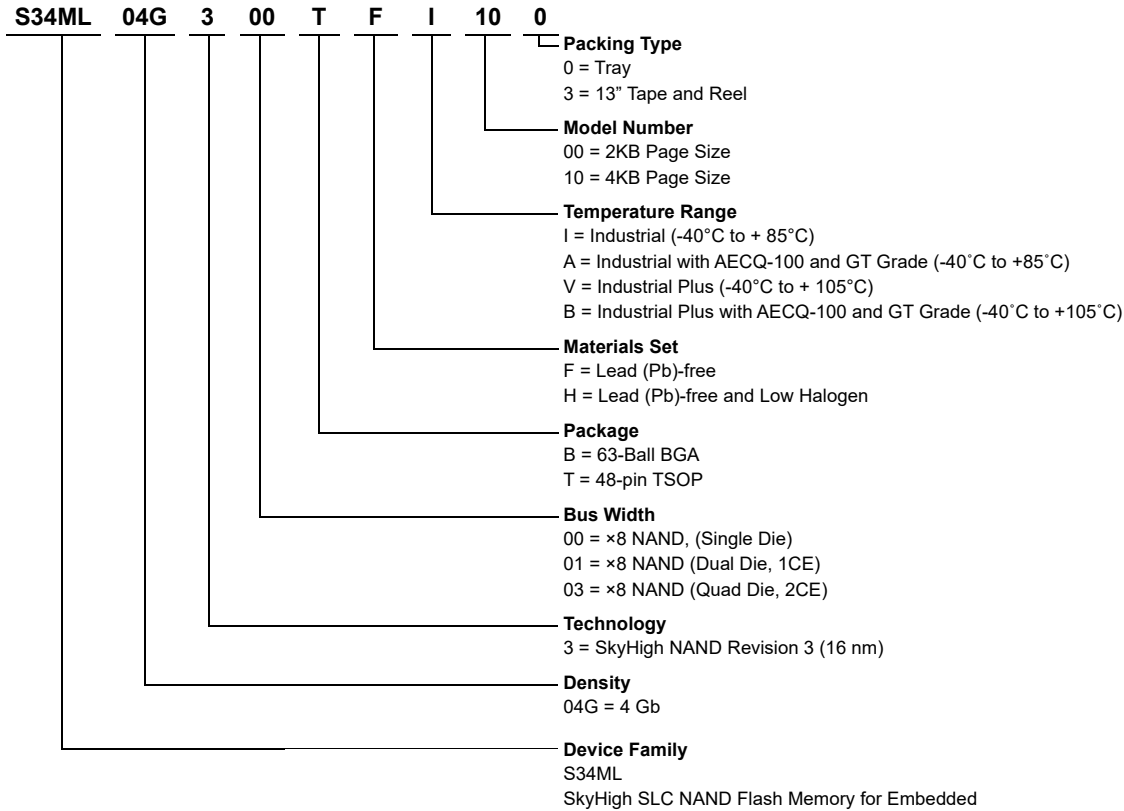 S34ML 04G 3 00 T F I 10 0
Packing Type
0 = Tray
3 = 13” Tape and Reel
Model Number
00 = 2KB Page Size
10 = 4KB Page Size
Temperature Range
I = Industrial (-40°C to + 85°C)
A = Industrial with AECQ-100 and GT Grade (-40˚C to +85˚C)
V = Industrial Plus (-40°C to + 105°C)
B = Industrial Plus with AECQ-100 and GT Grade (-40˚C to +105˚C)
Materials Set
F = Lead (Pb)-free
H = Lead (Pb)-free and Low Halogen
Package
B = 63-Ball BGA
T = 48-pin TSOP
Bus Width
00 = ×8 NAND, (Single Die)
01 = ×8 NAND (Dual Die, 1CE)
03 = ×8 NAND (Quad Die, 2CE)
Technology
3 = SkyHigh NAND Revision 3 (16 nm)
Density
04G = 4 Gb
Device Family
S34ML
SkyHigh SLC NAND Flash Memory for Embedded